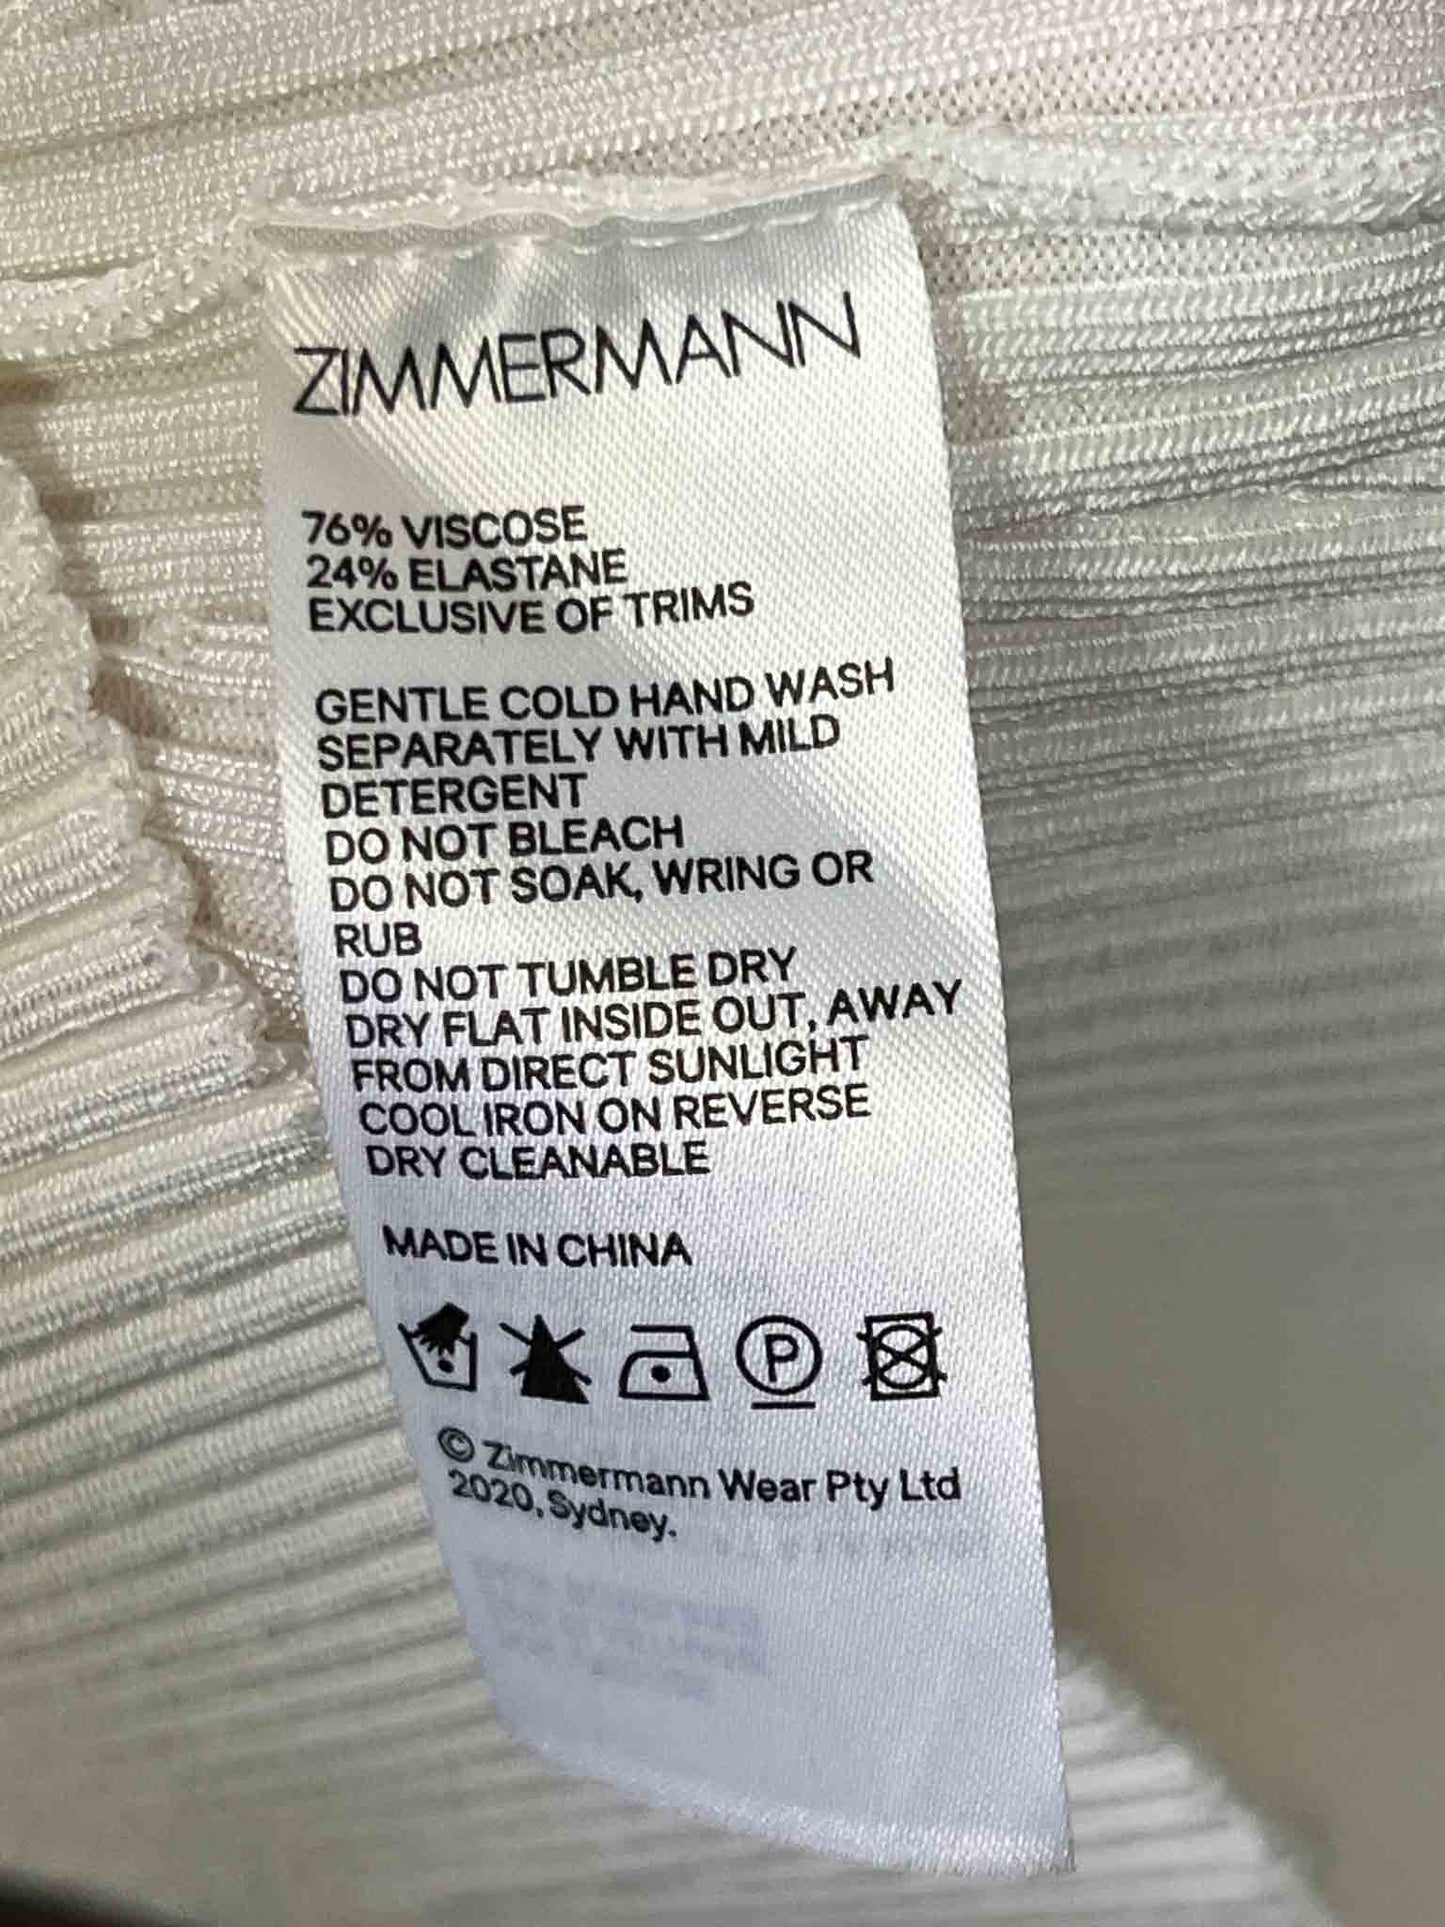 ZIMMERMANN
76% VISCOSE
24% ELASTANE
EXCLUSIVE OF TRIMS
GENTLE COLD HAND WASH
SEPARATELY WITH MILD
DETERGENT
DO NOT BLEACH
DO NOT SOAK, WRING OR
RUB
DO NOT TUMBLE DRY
DRY FLAT INSIDE OUT, AWAY
FROM DIRECT SUNLIGHT
COOL IRON ON REVERSE
DRY CLEANABLE
MADE IN CHINA
P
© Zimmermann Wear Pty Ltd
2020, Sydney.